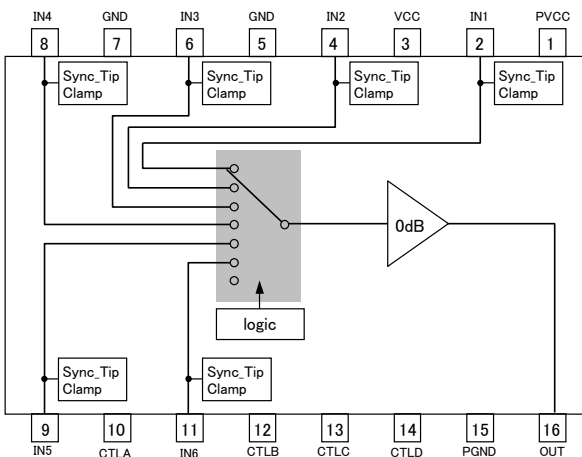 IN4 GND IN3 GND IN2 VCC IN1 PVCC
8 7 6 5 4 3 2 1
Sync_Tip
Clamp
Sync_Tip
Clamp
Sync_Tip
Clamp
Sync_Tip
Clamp
0dB
logic
Sync_Tip
Clamp
Sync_Tip
Clamp
9 10 11 12 13 14 15 16
IN5 CTLA IN6 CTLB CTLC CTLD PGND OUT